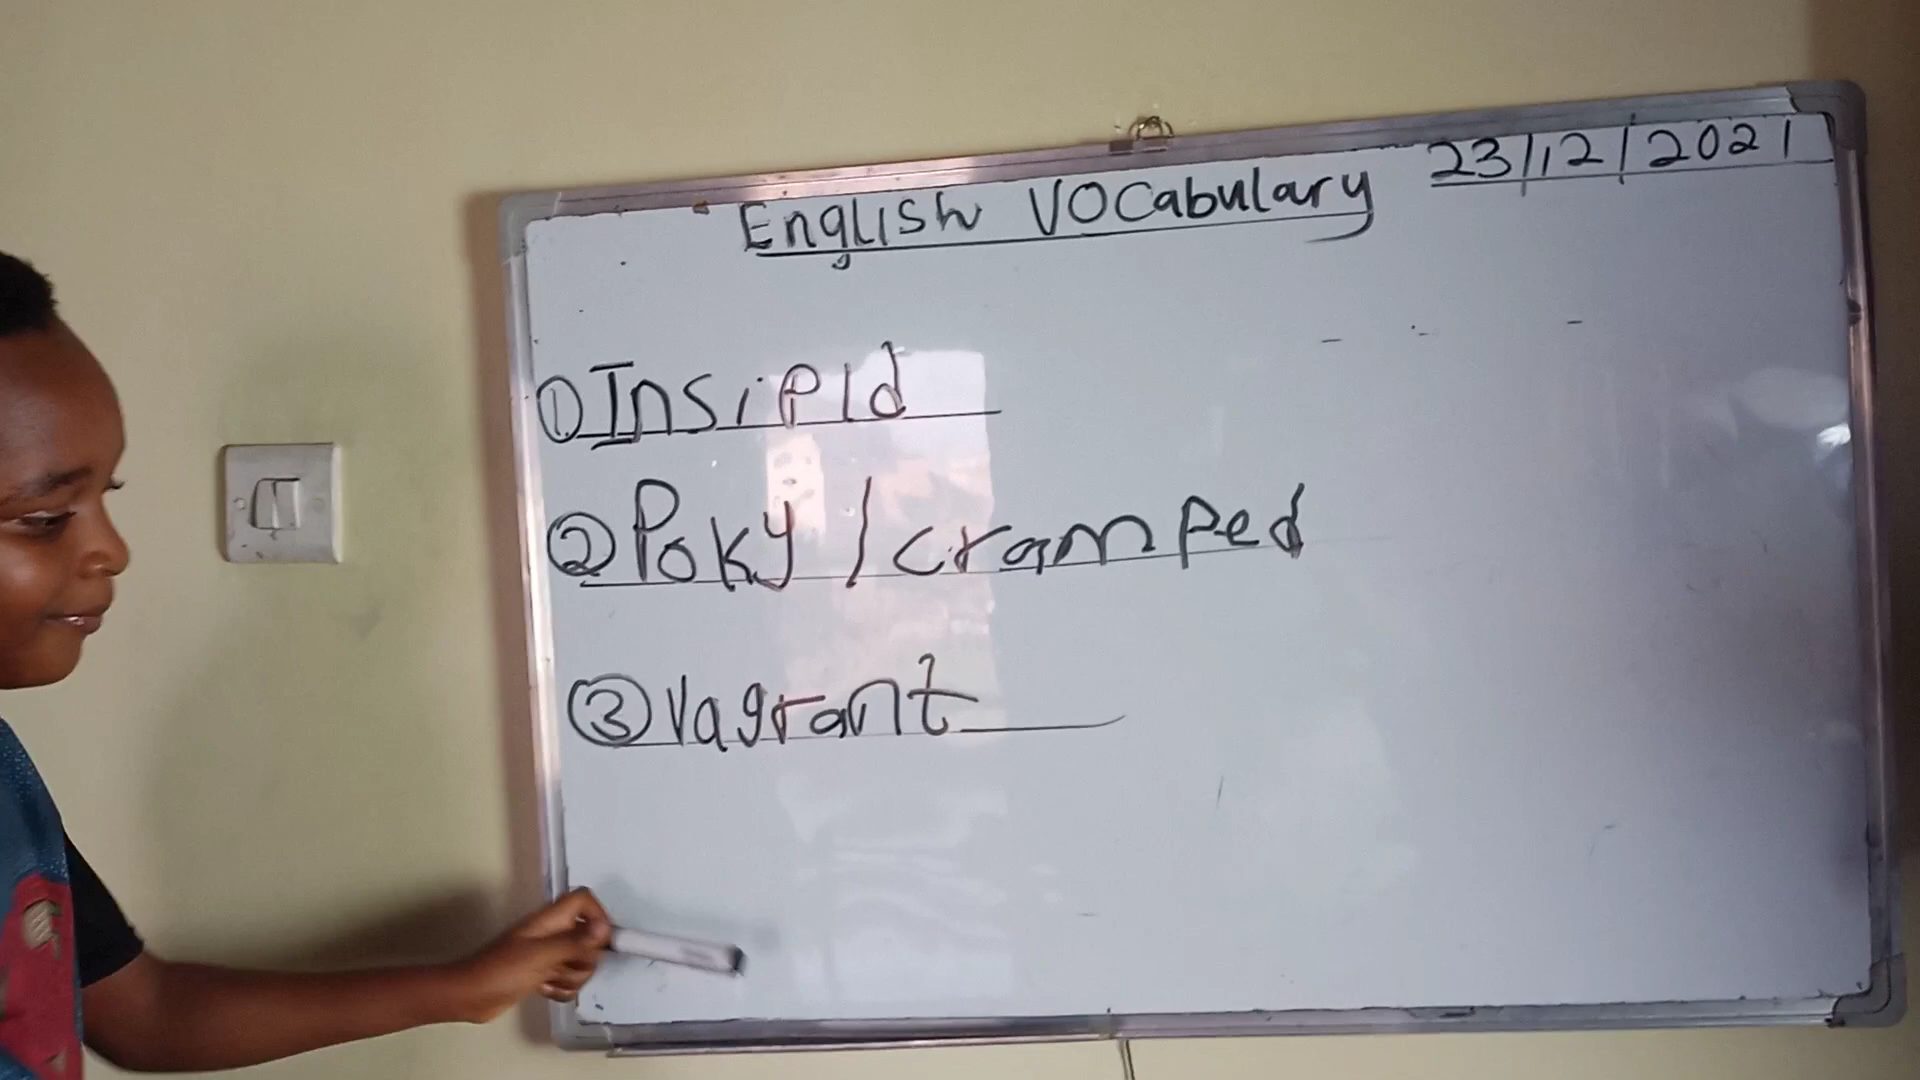 English Vocabulary 23/12/2021
① Insipid
② Poky / cramped
③ Vagrant